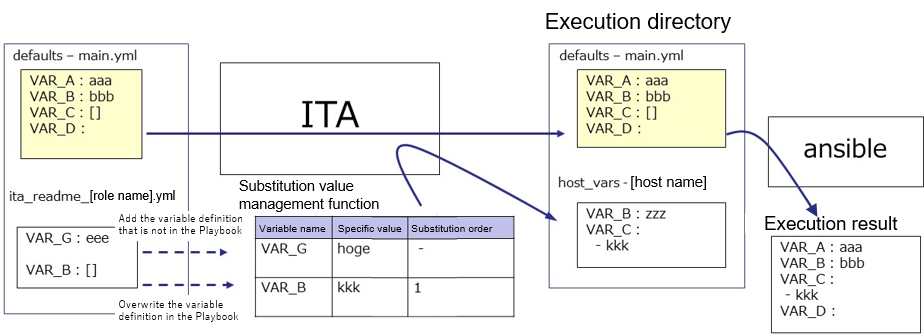 Execution directory
defaults – main.yml
VAR_A : aaa
VAR_B : bbb
VAR_C : []
VAR_D :
ita_readme_[role name].yml
VAR_G : eee
VAR_B : []
Add the variable definition
that is not in the Playbook
Overwrite the variable
definition in the Playbook
ITA
Substitution value
management function
Variable name Specific value Substitution order
VAR_G hoge -
VAR_B kkk 1
defaults – main.yml
VAR_A : aaa
VAR_B : bbb
VAR_C : []
VAR_D :
host_vars - [host name]
VAR_B : zzz
VAR_C :
- kkk
ansible
Execution result
VAR_A : aaa
VAR_B : bbb
VAR_C :
- kkk
VAR_D :